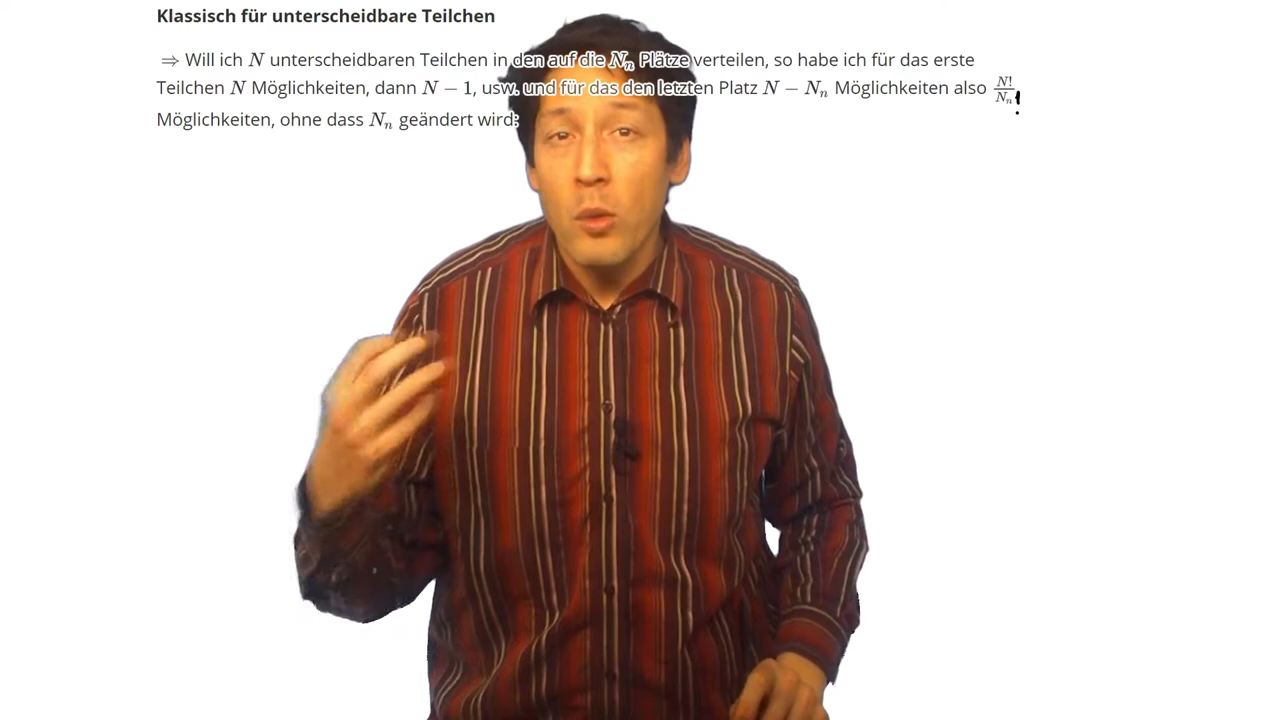 Klassisch für unterscheidbare Teilchen
⇒ Will ich N unterscheidbaren Teilchen in den auf die Nₙ Plätze verteilen, so habe ich für das erste
Teilchen N Möglichkeiten, dann N − 1, usw. und für das den letzten Platz N − Nₙ Möglichkeiten also N!/Nₙ!
Möglichkeiten, ohne dass Nₙ geändert wird: